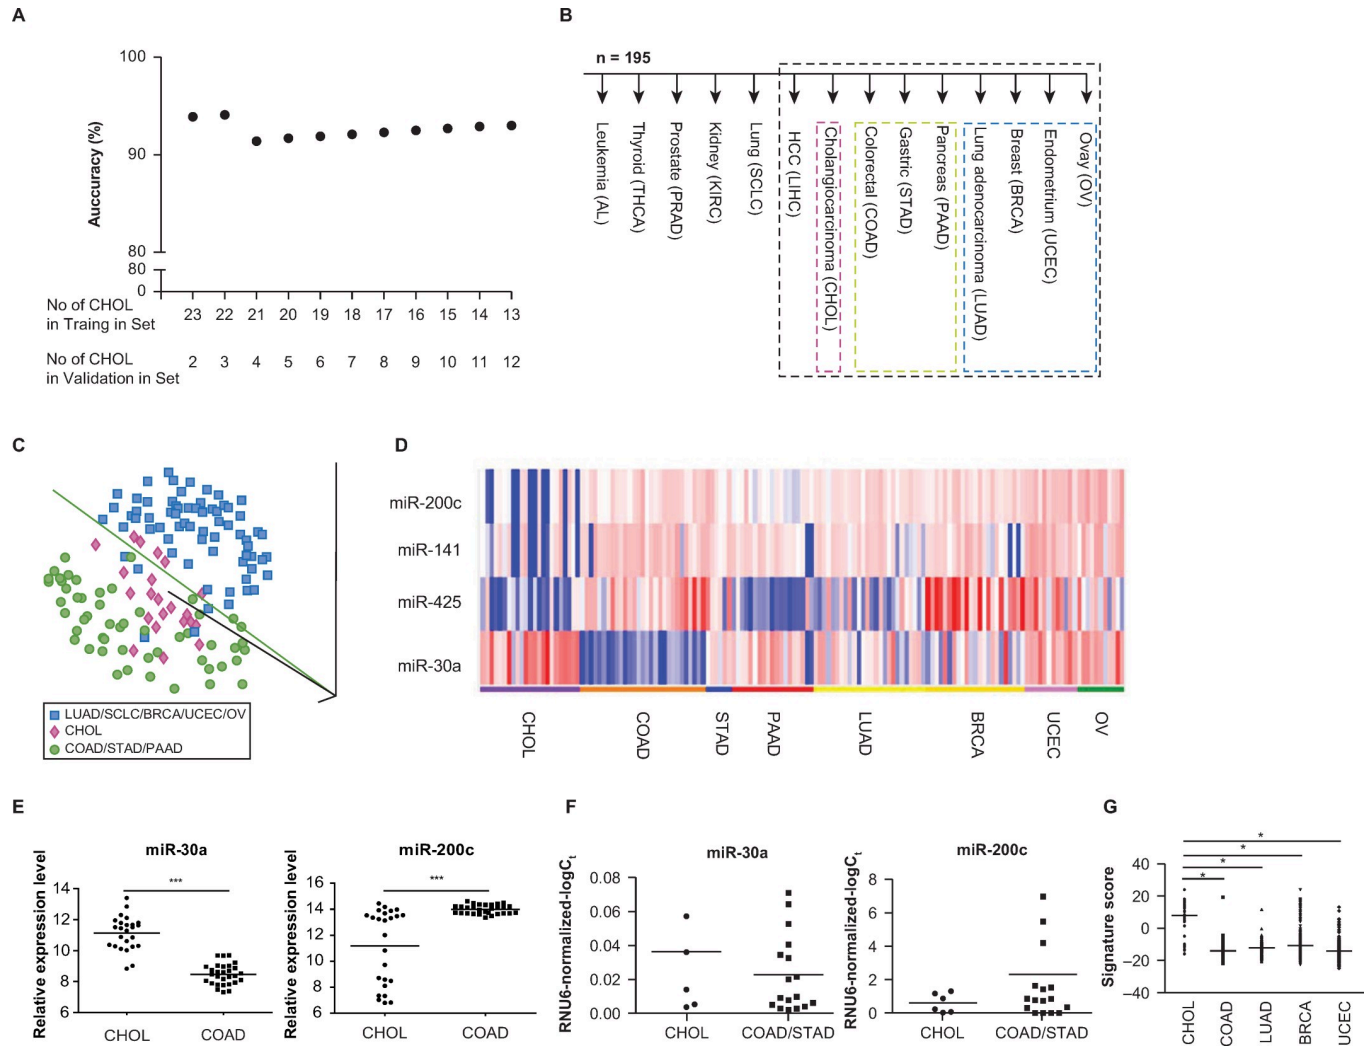 A
100
90
80
80
0
Auccuracy (%)
No of CHOL
in Traing in Set
23 22 21 20 19 18 17 16 15 14 13
No of CHOL
in Validation in Set
2 3 4 5 6 7 8 9 10 11 12
B
n = 195
Leukemia (AL)
Thyroid (THCA)
Prostate (PRAD)
Kidney (KIRC)
Lung (SCLC)
HCC (LIHC)
Cholangiocarcinoma (CHOL)
Colorectal (COAD)
Gastric (STAD)
Pancreas (PAAD)
Lung adenocarcinoma (LUAD)
Breast (BRCA)
Endometrium (UCEC)
Ovay (OV)
C
LUAD/SCLC/BRCA/UCEC/OV
CHOL
COAD/STAD/PAAD
D
miR-200c
miR-141
miR-425
miR-30a
CHOL
COAD
STAD
PAAD
LUAD
BRCA
UCEC
OV
E
miR-30a
Relative expression level
14
12
10
8
6
***
CHOL COAD
miR-200c
Relative expression level
16
14
12
10
8
6
***
CHOL COAD
F
miR-30a
RNU6-normalized-logCt
0.08
0.06
0.04
0.02
0.00
CHOL COAD/STAD
miR-200c
RNU6-normalized-logCt
8
6
4
2
0
CHOL COAD/STAD
G
Signature score
40
20
0
–20
–40
*
*
*
*
CHOL
COAD
LUAD
BRCA
UCEC